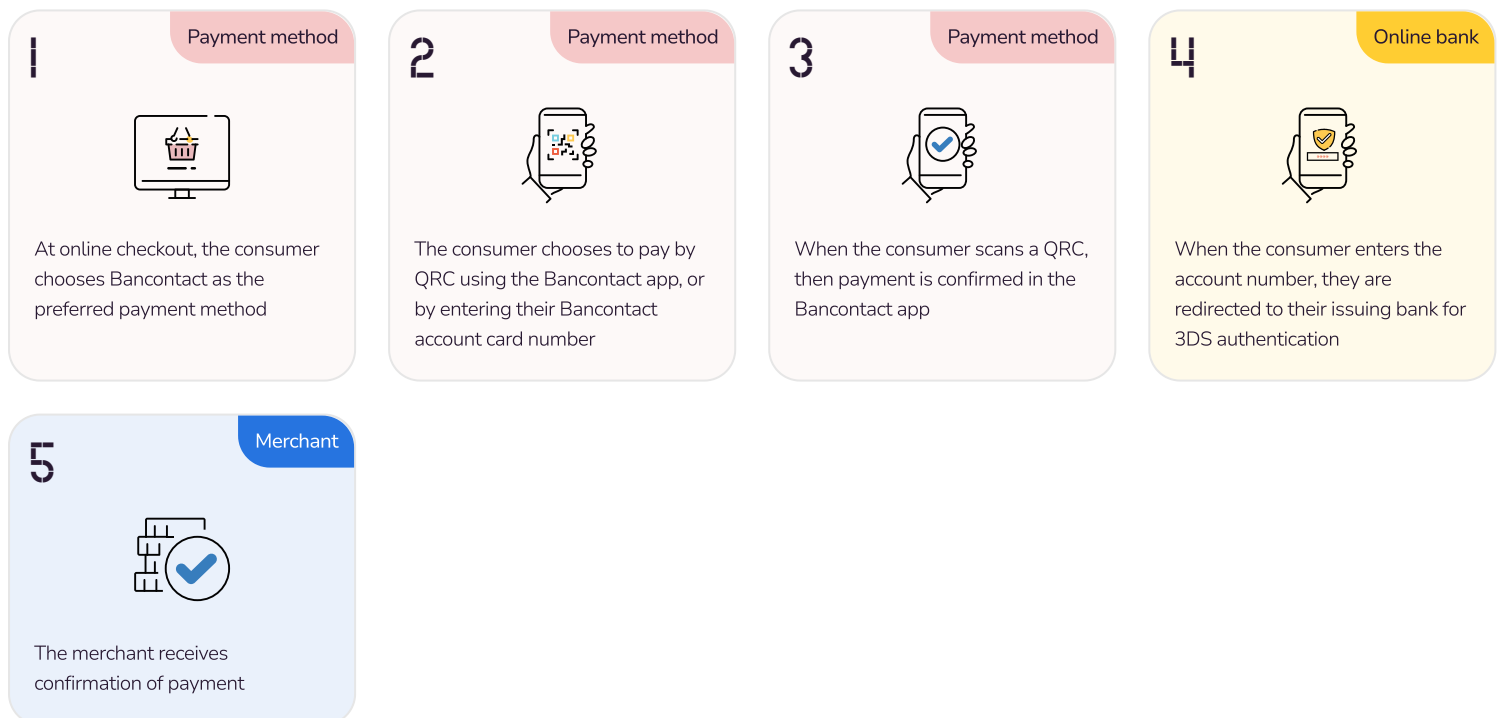 1
Payment method
At online checkout, the consumer
chooses Bancontact as the
preferred payment method
2
Payment method
The consumer chooses to pay by
QRC using the Bancontact app, or
by entering their Bancontact
account card number
3
Payment method
When the consumer scans a QRC,
then payment is confirmed in the
Bancontact app
4
Online bank
When the consumer enters the
account number, they are
redirected to their issuing bank for
3DS authentication
5
Merchant
The merchant receives
confirmation of payment